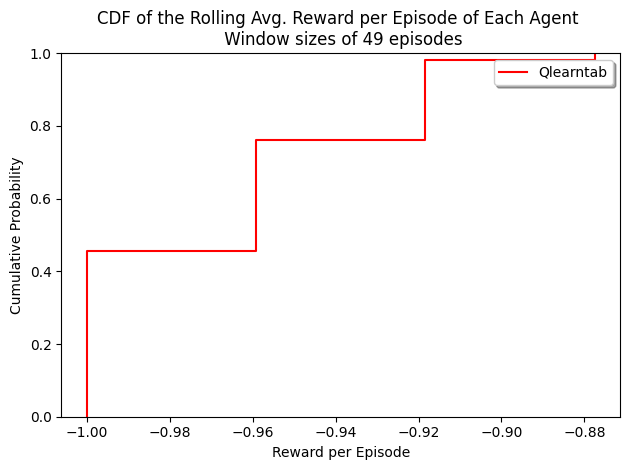 CDF of the Rolling Avg. Reward per Episode of Each Agent
Window sizes of 49 episodes
Qlearntab
1.0
0.8
0.6
0.4
0.2
0.0
Cumulative Probability
−1.00 −0.98 −0.96 −0.94 −0.92 −0.90 −0.88
Reward per Episode